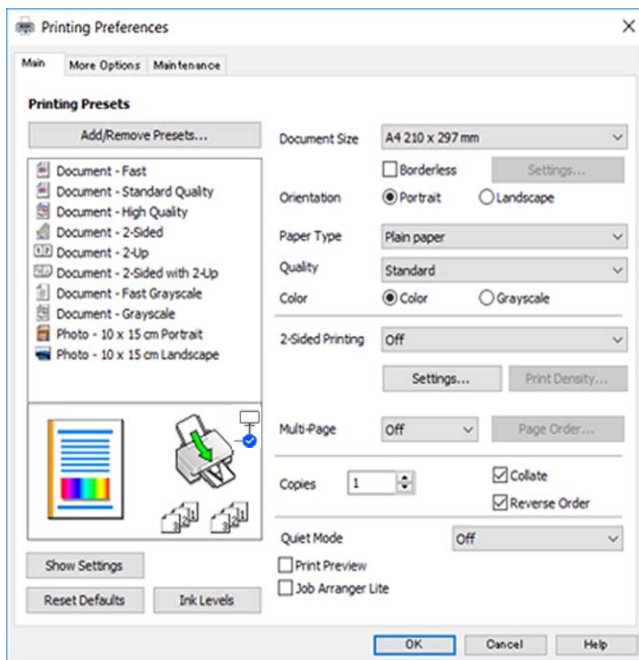 Printing Preferences
Main More Options Maintenance
Printing Presets
Add/Remove Presets...
Document - Fast
Document - Standard Quality
Document - High Quality
Document - 2-Sided
Document - 2-Up
Document - 2-Sided with 2-Up
Document - Fast Grayscale
Document - Grayscale
Photo - 10 x 15 cm Portrait
Photo - 10 x 15 cm Landscape
Show Settings
Reset Defaults Ink Levels
Document Size A4 210 x 297 mm
Borderless Settings...
Orientation Portrait Landscape
Paper Type Plain paper
Quality Standard
Color Color Grayscale
2-Sided Printing Off
Settings... Print Density...
Multi-Page Off Page Order...
Copies 1 Collate
Reverse Order
Quiet Mode Off
Print Preview
Job Arranger Lite
OK Cancel Help